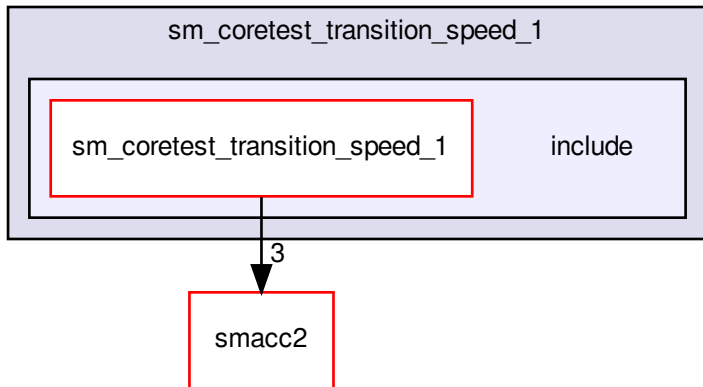 sm_coretest_transition_speed_1
sm_coretest_transition_speed_1
include
3
smacc2